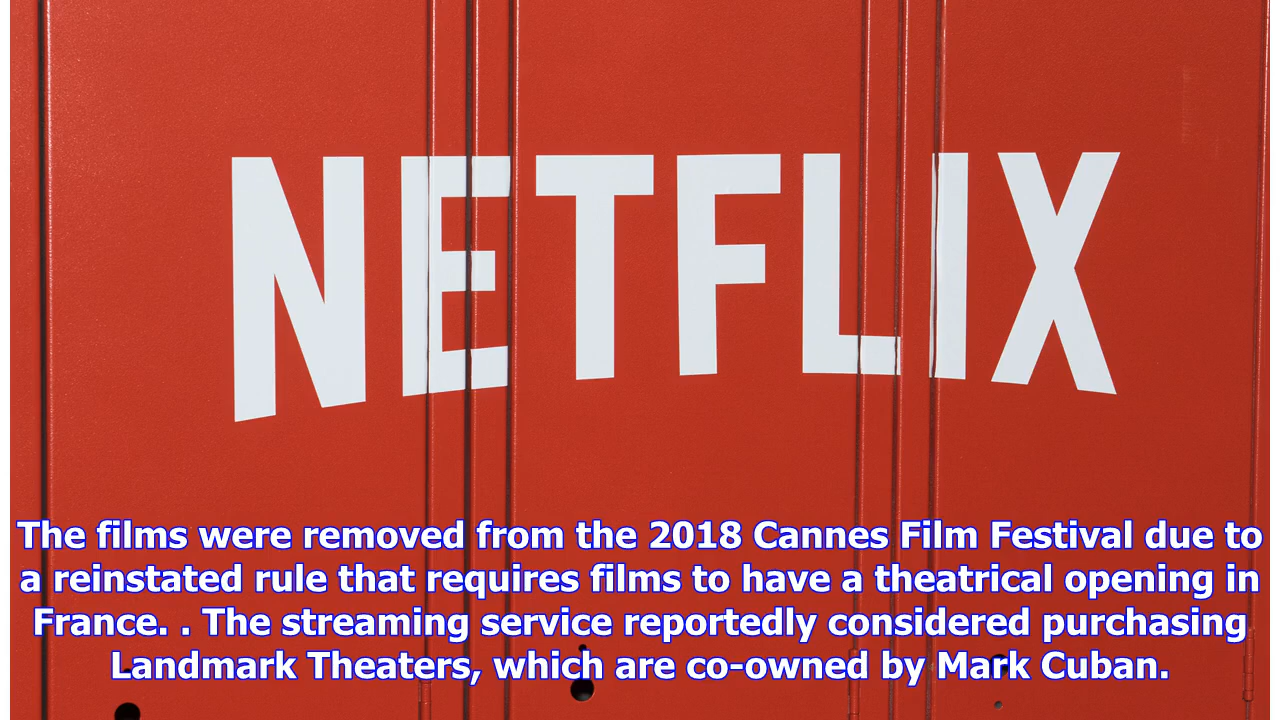 NETFLIX
The films were removed from the 2018 Cannes Film Festival due to
a reinstated rule that requires films to have a theatrical opening in
France. . The streaming service reportedly considered purchasing
Landmark Theaters, which are co-owned by Mark Cuban.